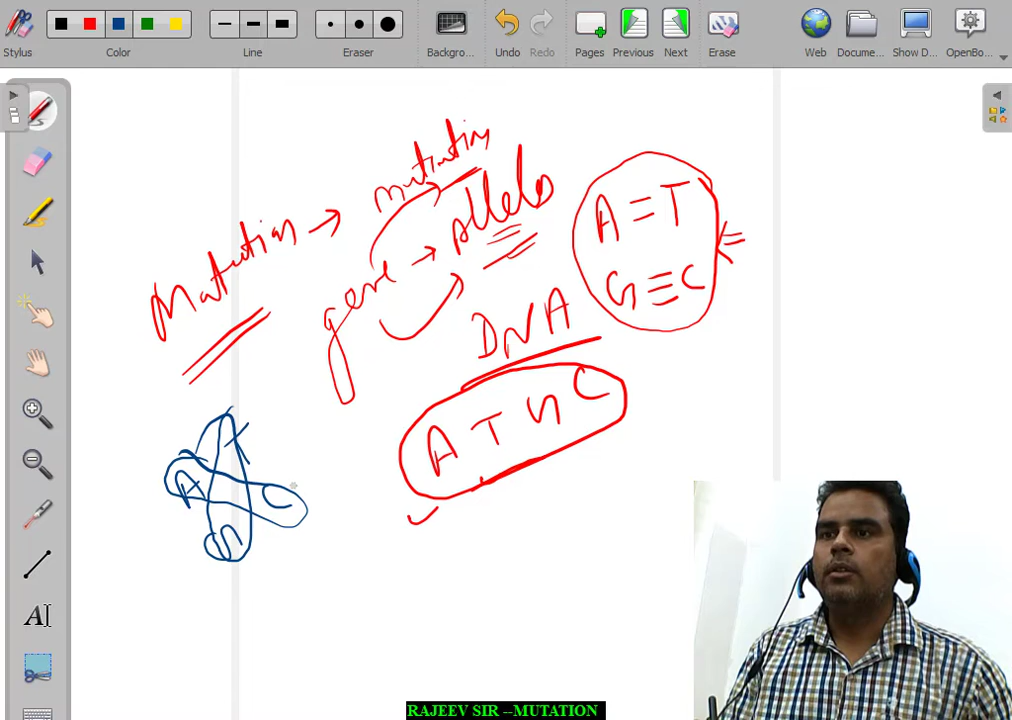 Stylus Color Line Eraser Backgro... Undo Redo Pages Previous Next Erase Web Docume... Show D... OpenBo...
Mutation → mutation
gene → Allele
A = T
G ≡ C
DNA
A T G C
T
A C
G
A
RAJEEV SIR --MUTATION